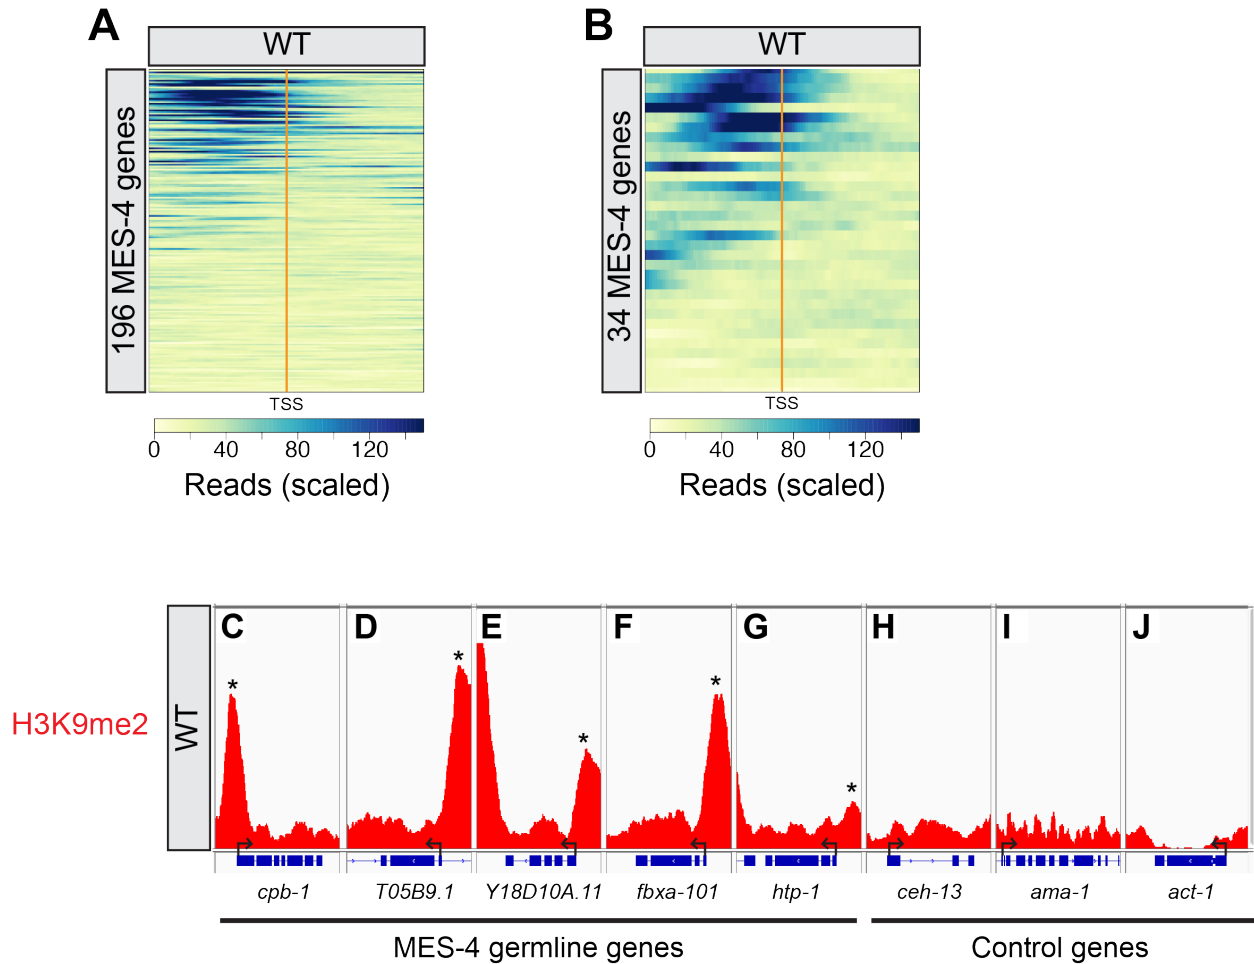 A
WT
196 MES-4 genes
TSS
0 40 80 120
Reads (scaled)
B
WT
34 MES-4 genes
TSS
0 40 80 120
Reads (scaled)
H3K9me2
WT
C D E F G H I J
* * * * *
cpb-1 T05B9.1 Y18D10A.11 fbxa-101 htp-1 ceh-13 ama-1 act-1
MES-4 germline genes Control genes